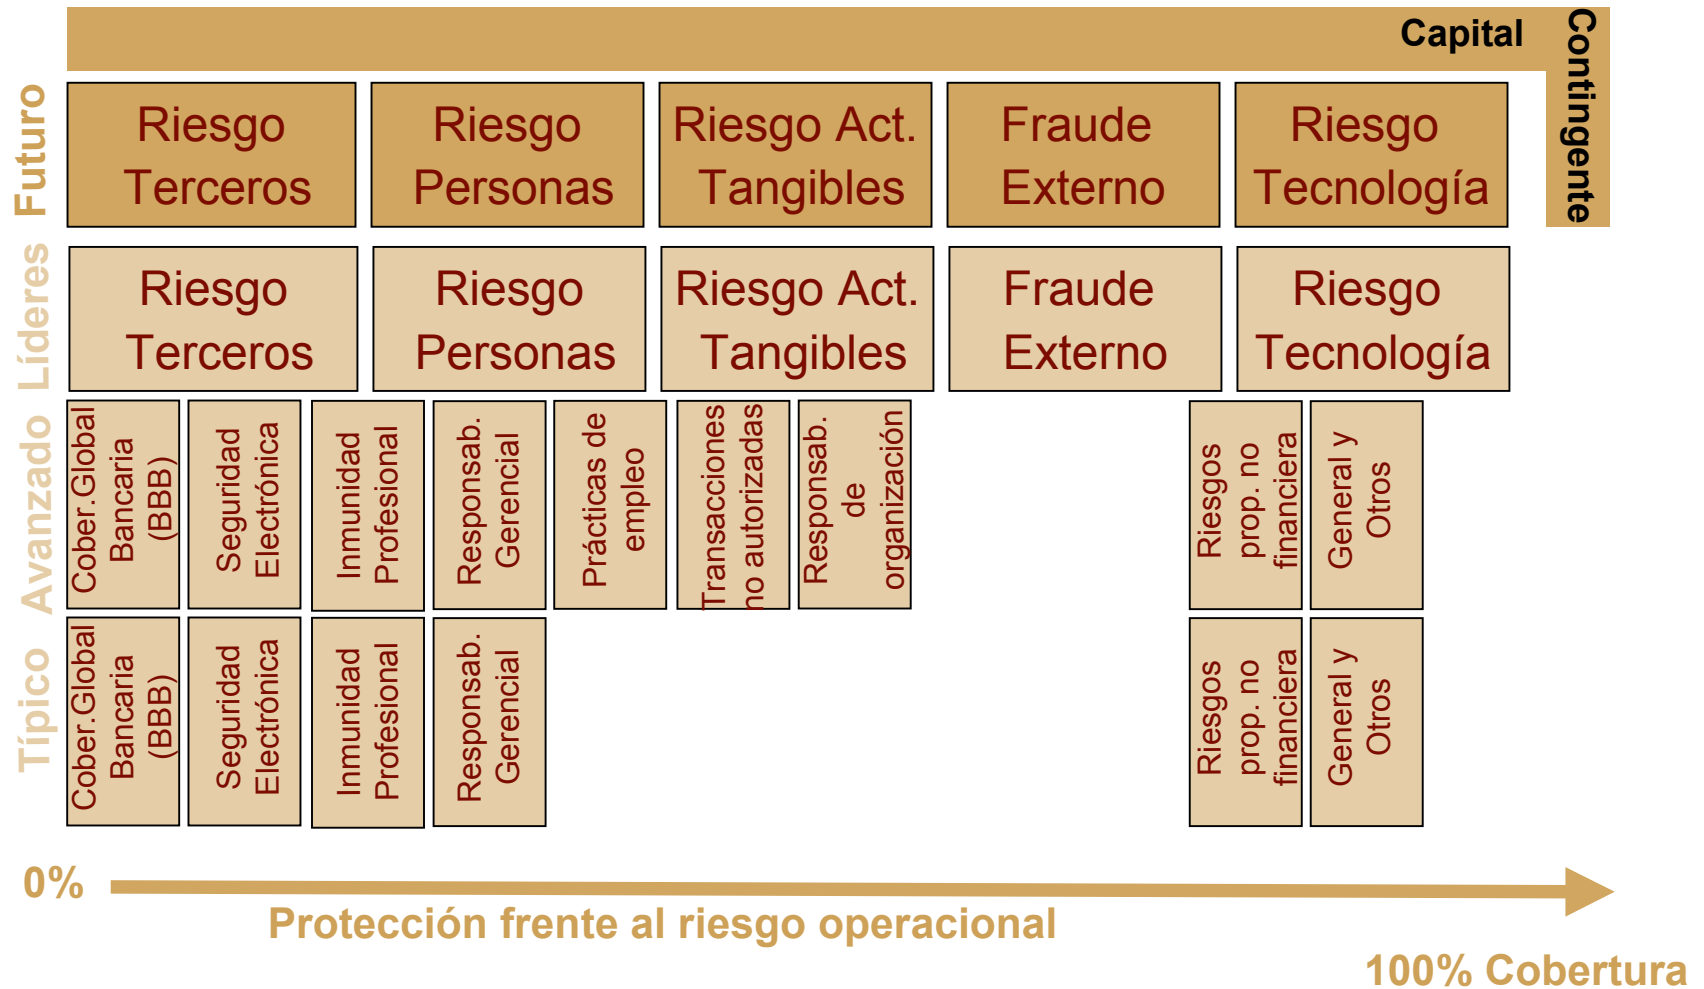 Capital
Contingente
Futuro
Riesgo
Terceros
Riesgo
Personas
Riesgo Act.
Tangibles
Fraude
Externo
Riesgo
Tecnología
Líderes
Riesgo
Terceros
Riesgo
Personas
Riesgo Act.
Tangibles
Fraude
Externo
Riesgo
Tecnología
Avanzado
Cober.Global
Bancaria
(BBB)
Seguridad
Electrónica
Inmunidad
Profesional
Responsab.
Gerencial
Prácticas de
empleo
Transacciones
no autorizadas
Responsab.
de
organización
Riesgos
prop. no
financiera
General y
Otros
Típico
Cober.Global
Bancaria
(BBB)
Seguridad
Electrónica
Inmunidad
Profesional
Responsab.
Gerencial
Riesgos
prop. no
financiera
General y
Otros
0%
Protección frente al riesgo operacional
100% Cobertura